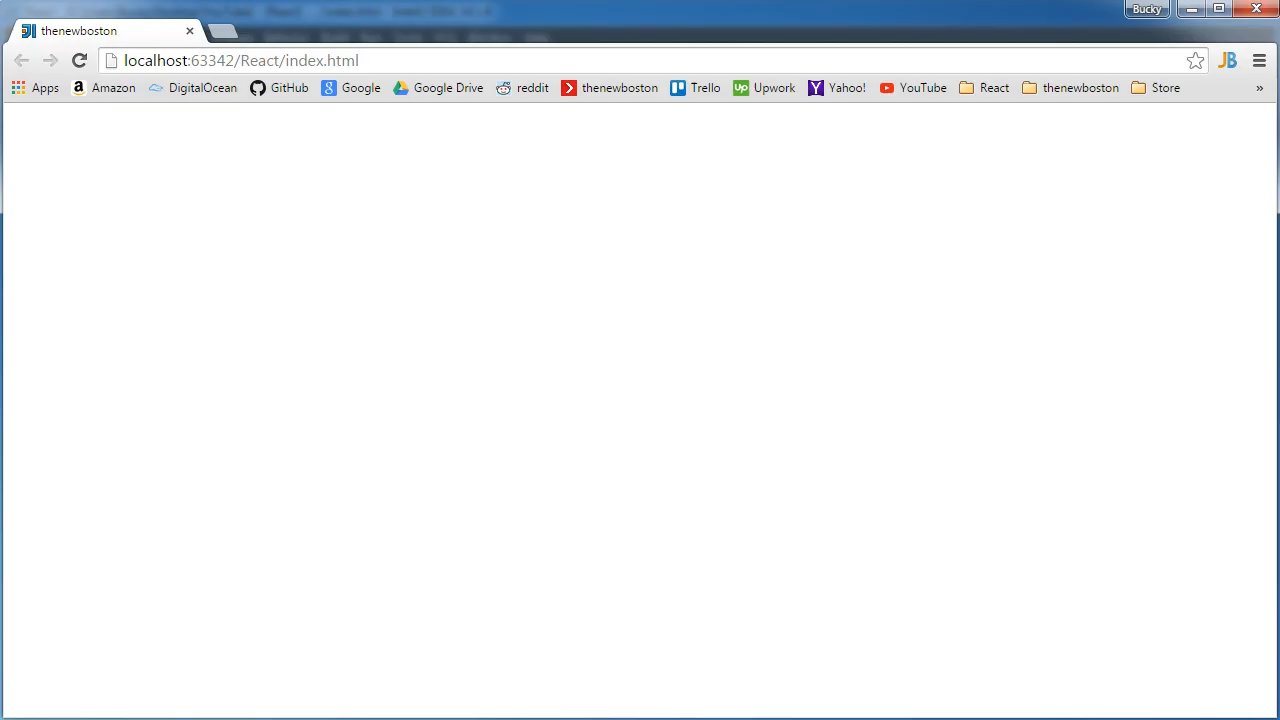 Bucky
thenewboston
localhost:63342/React/index.html
Apps Amazon DigitalOcean GitHub Google Google Drive reddit thenewboston Trello Upwork Yahoo! YouTube React thenewboston Store »